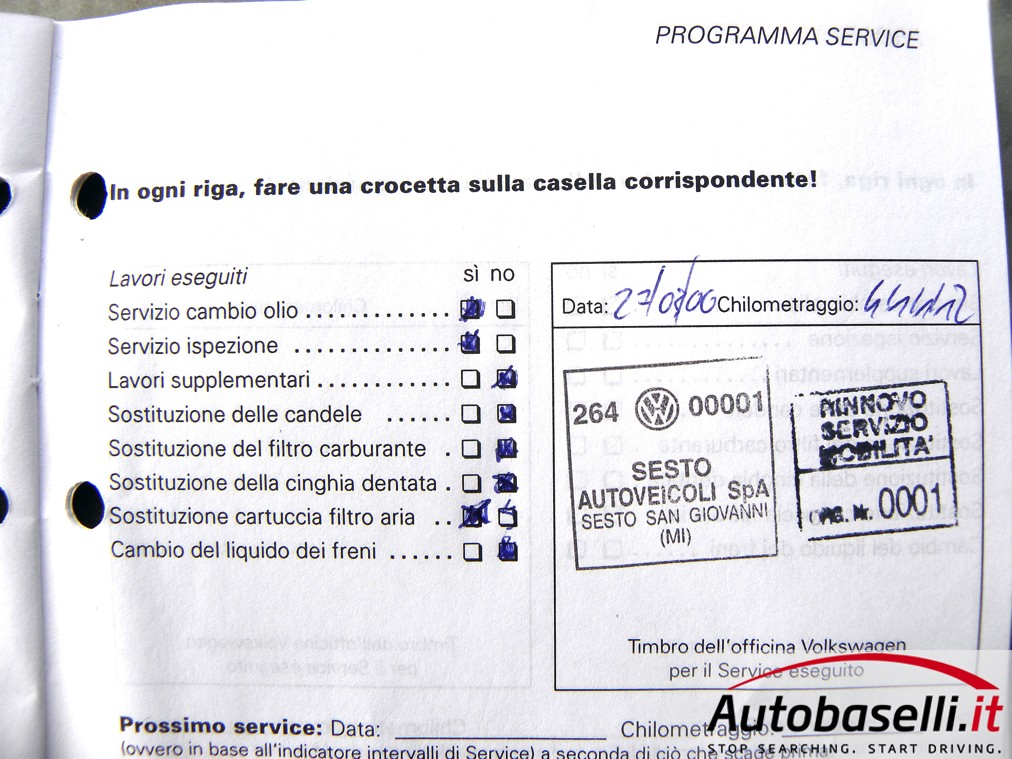 PROGRAMMA SERVICE
In ogni riga, fare una crocetta sulla casella corrispondente!
Lavori eseguiti sì no
Servizio cambio olio ..............
Servizio ispezione ..............
Lavori supplementari ............
Sostituzione delle candele ......
Sostituzione del filtro carburante .
Sostituzione della cinghia dentata .
Sostituzione cartuccia filtro aria ..
Cambio del liquido dei freni ......
Data: Chilometraggio:
264 00001
SESTO
AUTOVEICOLI SpA
SESTO SAN GIOVANNI
(MI)
RINNOVO
SERVIZIO
MOBILITA'
ORG. Nr. 0001
Timbro dell'officina Volkswagen
per il Service eseguito
Prossimo service: Data: Chilometraggio:
(ovvero in base all'indicatore intervalli di Service) a seconda di ciò che scade prima
Autobaselli.it
STOP SEARCHING. START DRIVING.